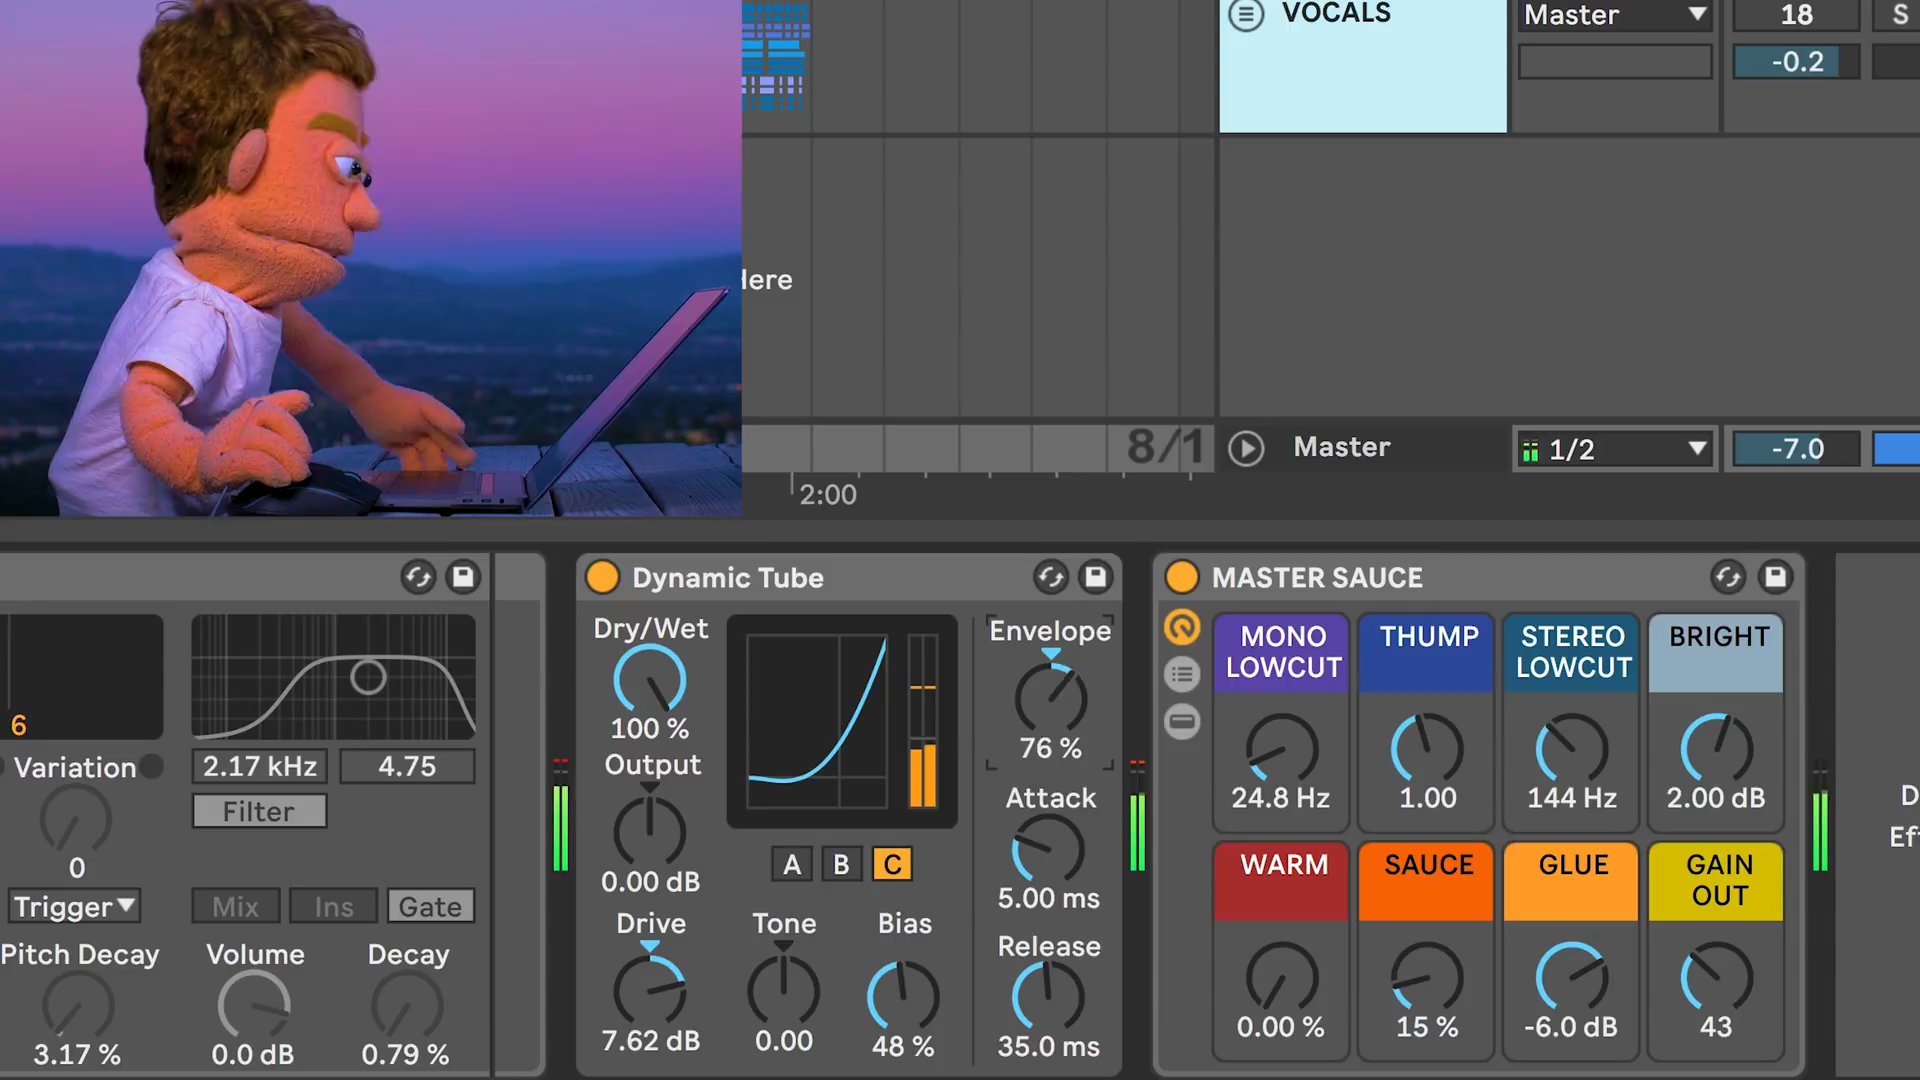 VOCALS
Master
18
S
-0.2
8/1
Master
1/2
-7.0
2:00
6
Variation
0
Trigger
Pitch Decay
3.17 %
2.17 kHz
4.75
Filter
Mix
Ins
Gate
Volume
0.0 dB
Decay
0.79 %
Dynamic Tube
Dry/Wet
100 %
Output
0.00 dB
Drive
7.62 dB
A
B
C
Tone
0.00
Bias
48 %
Envelope
76 %
Attack
5.00 ms
Release
35.0 ms
MASTER SAUCE
MONO
LOWCUT
24.8 Hz
THUMP
1.00
STEREO
LOWCUT
144 Hz
BRIGHT
2.00 dB
WARM
0.00 %
SAUCE
15 %
GLUE
-6.0 dB
GAIN
OUT
43